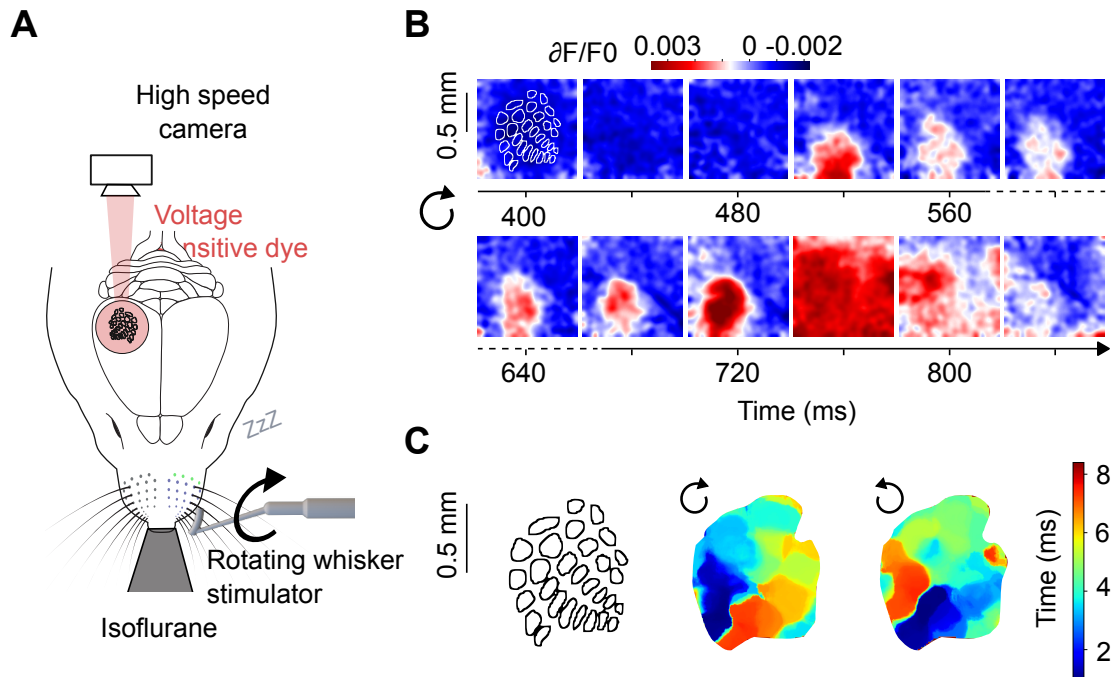 A
High speed
camera
Voltage
nsitive dye
ZzZ
Rotating whisker
stimulator
Isoflurane
B
∂F/F0 0.003 0 -0.002
0.5 mm
400 480 560
640 720 800
Time (ms)
C
0.5 mm
8
6
4
2
Time (ms)